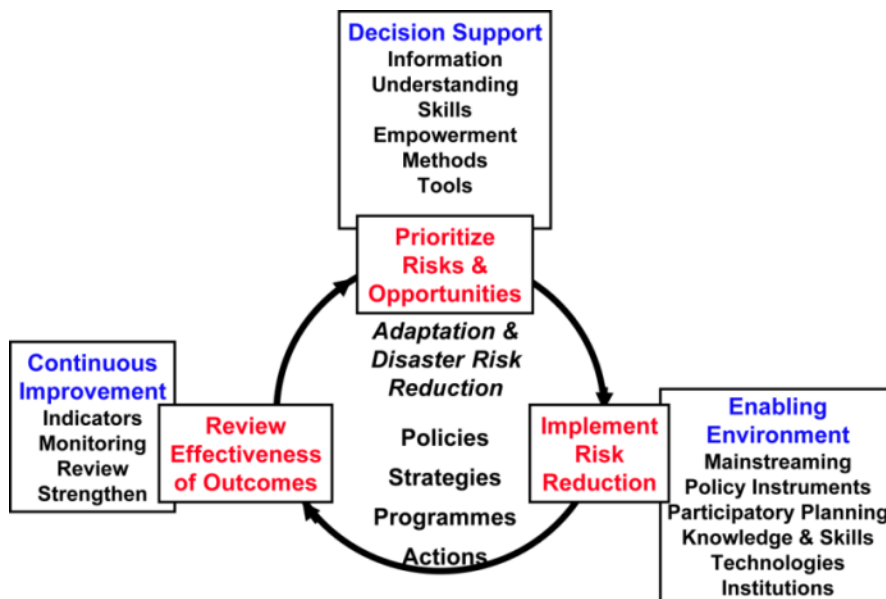 Decision Support
Information
Understanding
Skills
Empowerment
Methods
Tools
Prioritize
Risks &
Opportunities
Adaptation &
Disaster Risk
Reduction
Policies
Strategies
Programmes
Actions
Continuous
Improvement
Indicators
Monitoring
Review
Strengthen
Review
Effectiveness
of Outcomes
Implement
Risk
Reduction
Enabling
Environment
Mainstreaming
Policy Instruments
Participatory Planning
Knowledge & Skills
Technologies
Institutions